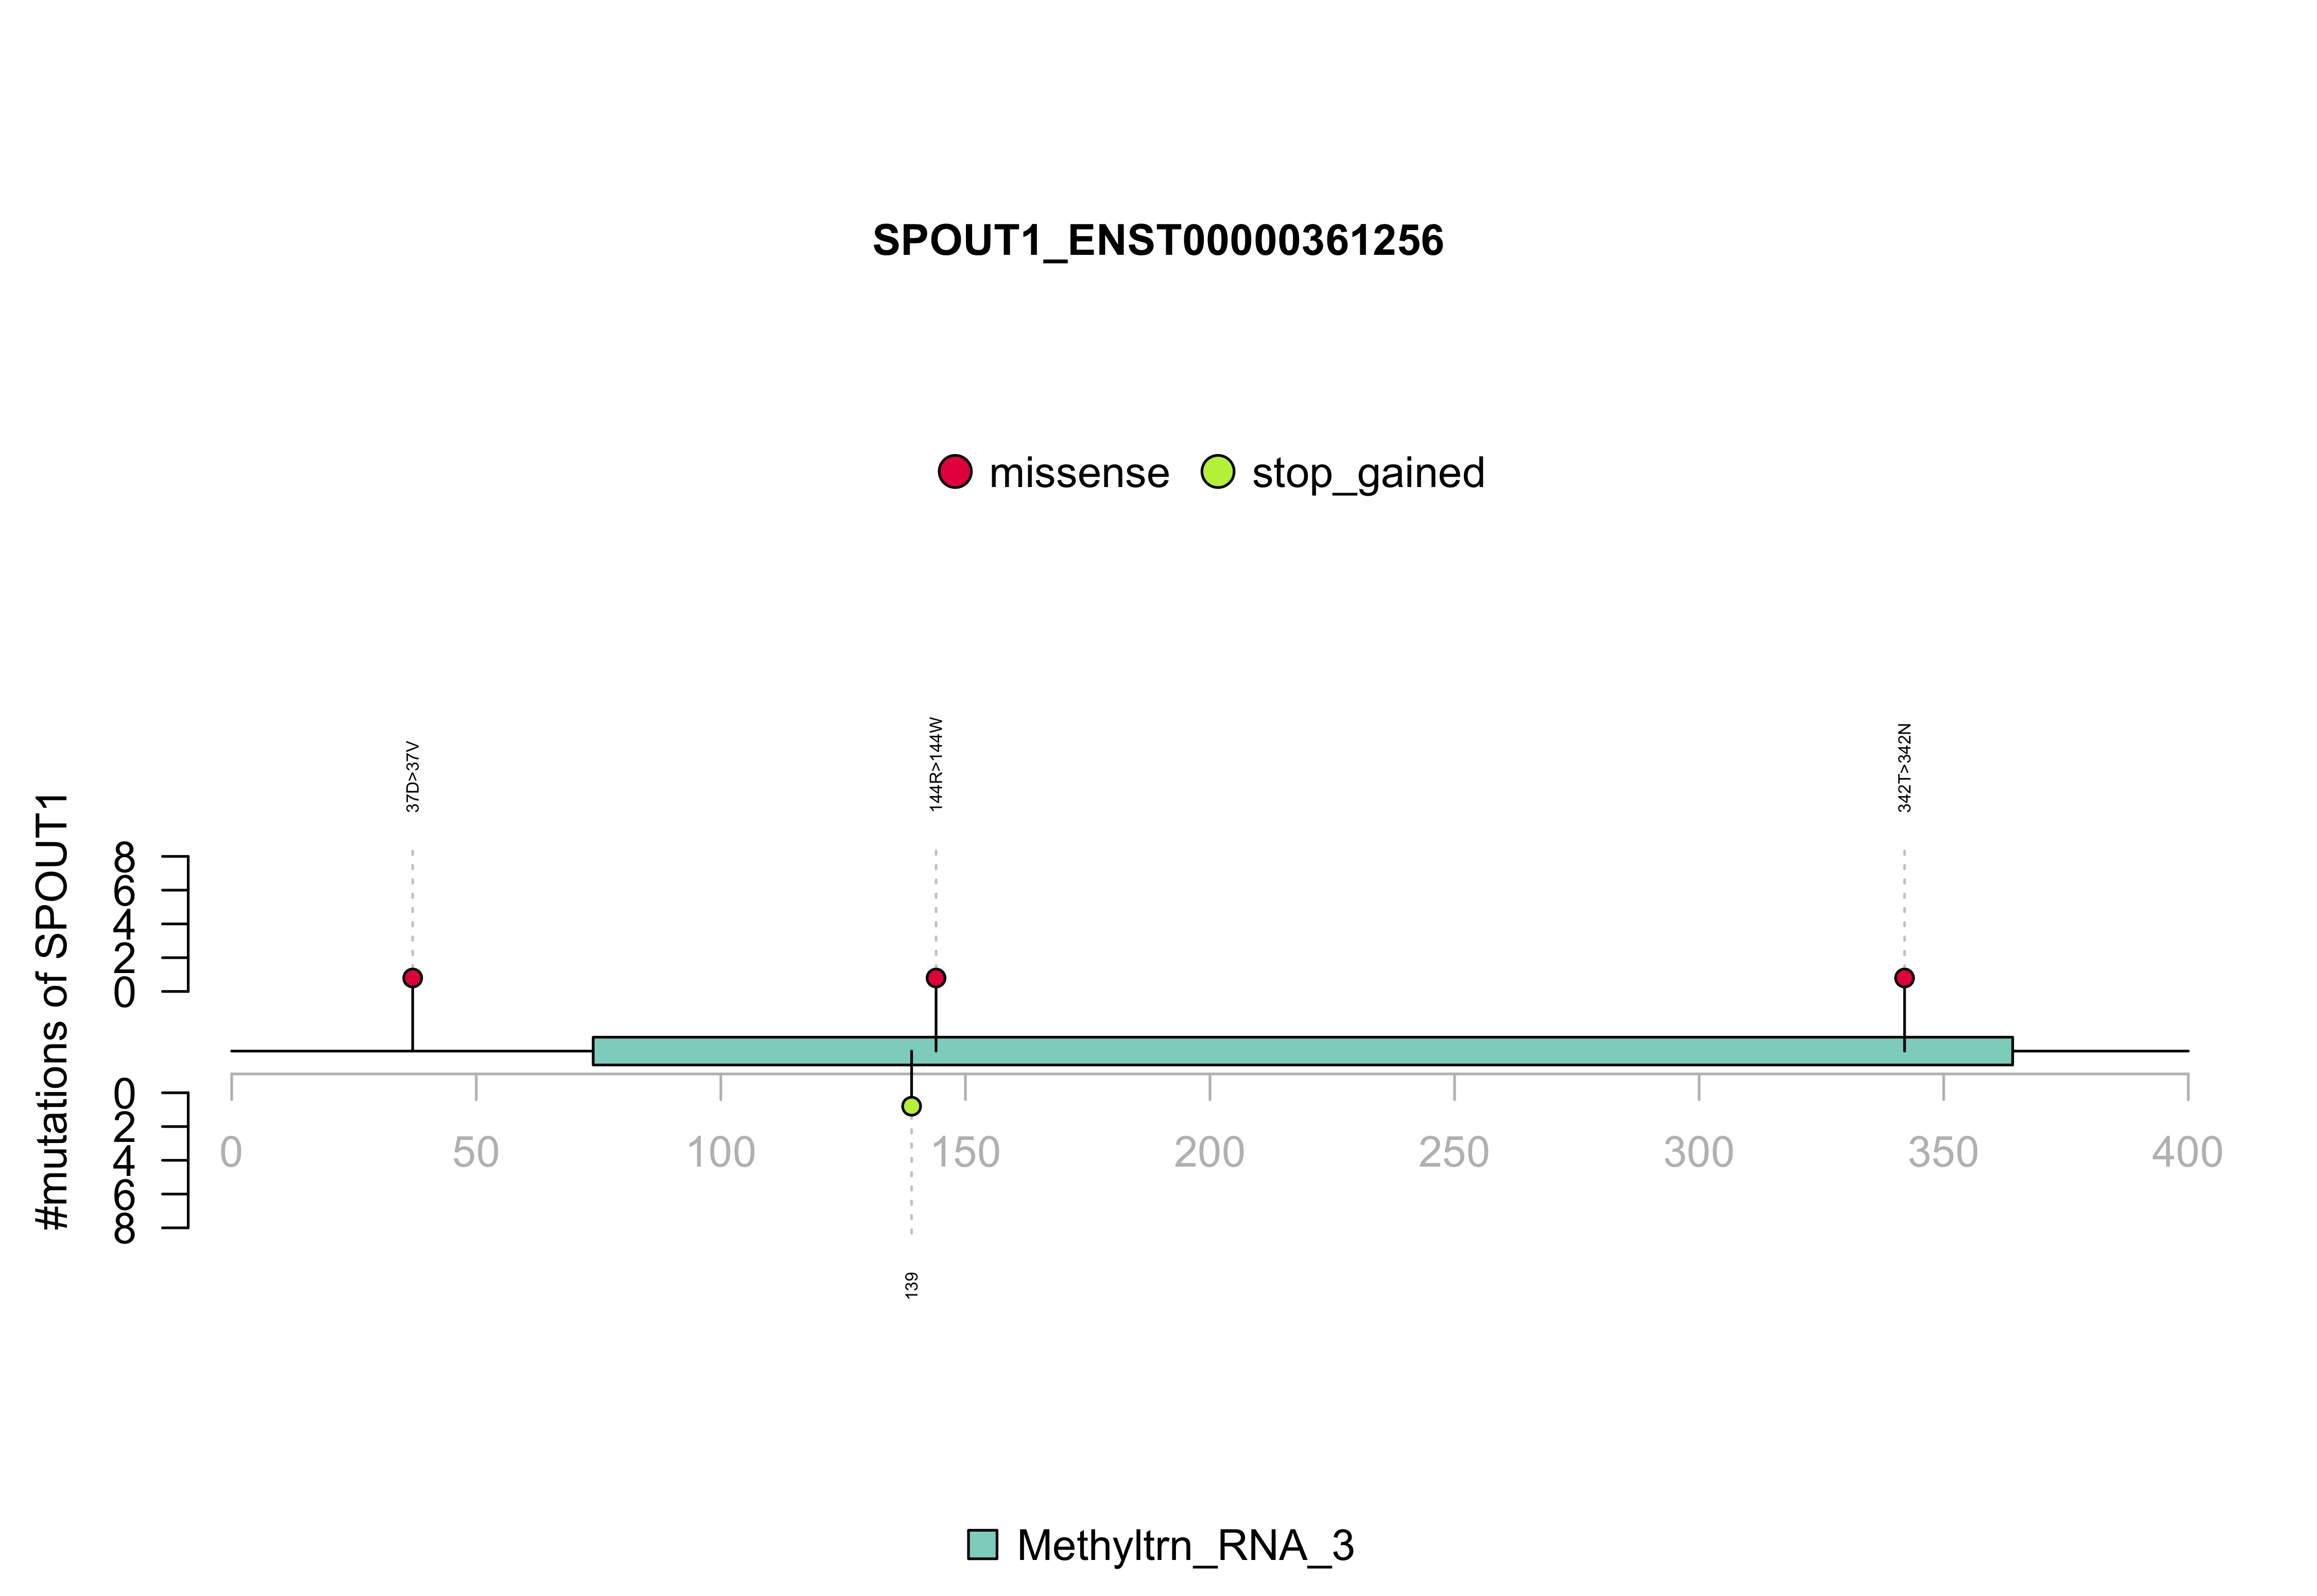 SPOUT1_ENST00000361256
missense stop_gained
37D>37V
144R>144W
342T>342N
#mutations of SPOUT1
8
6
4
2
0
0
2
4
6
8
0 50 100 150 200 250 300 350 400
139
Methyltrn_RNA_3